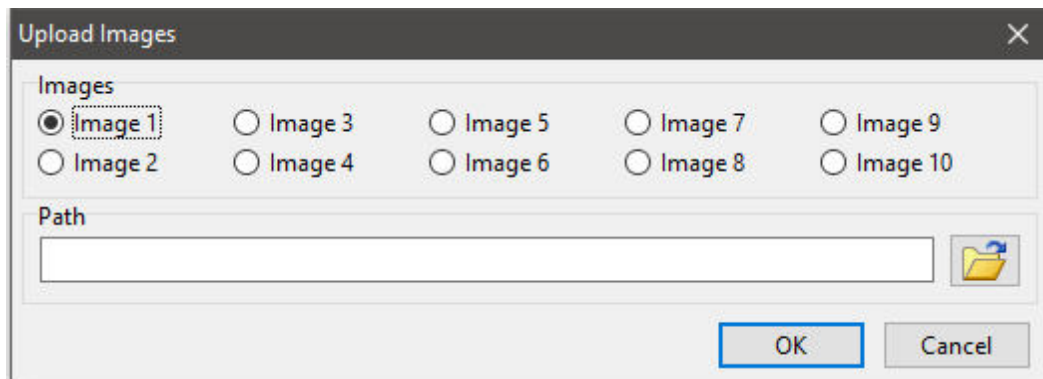 Upload Images
Images
Image 1 Image 3 Image 5 Image 7 Image 9
Image 2 Image 4 Image 6 Image 8 Image 10
Path
OK Cancel